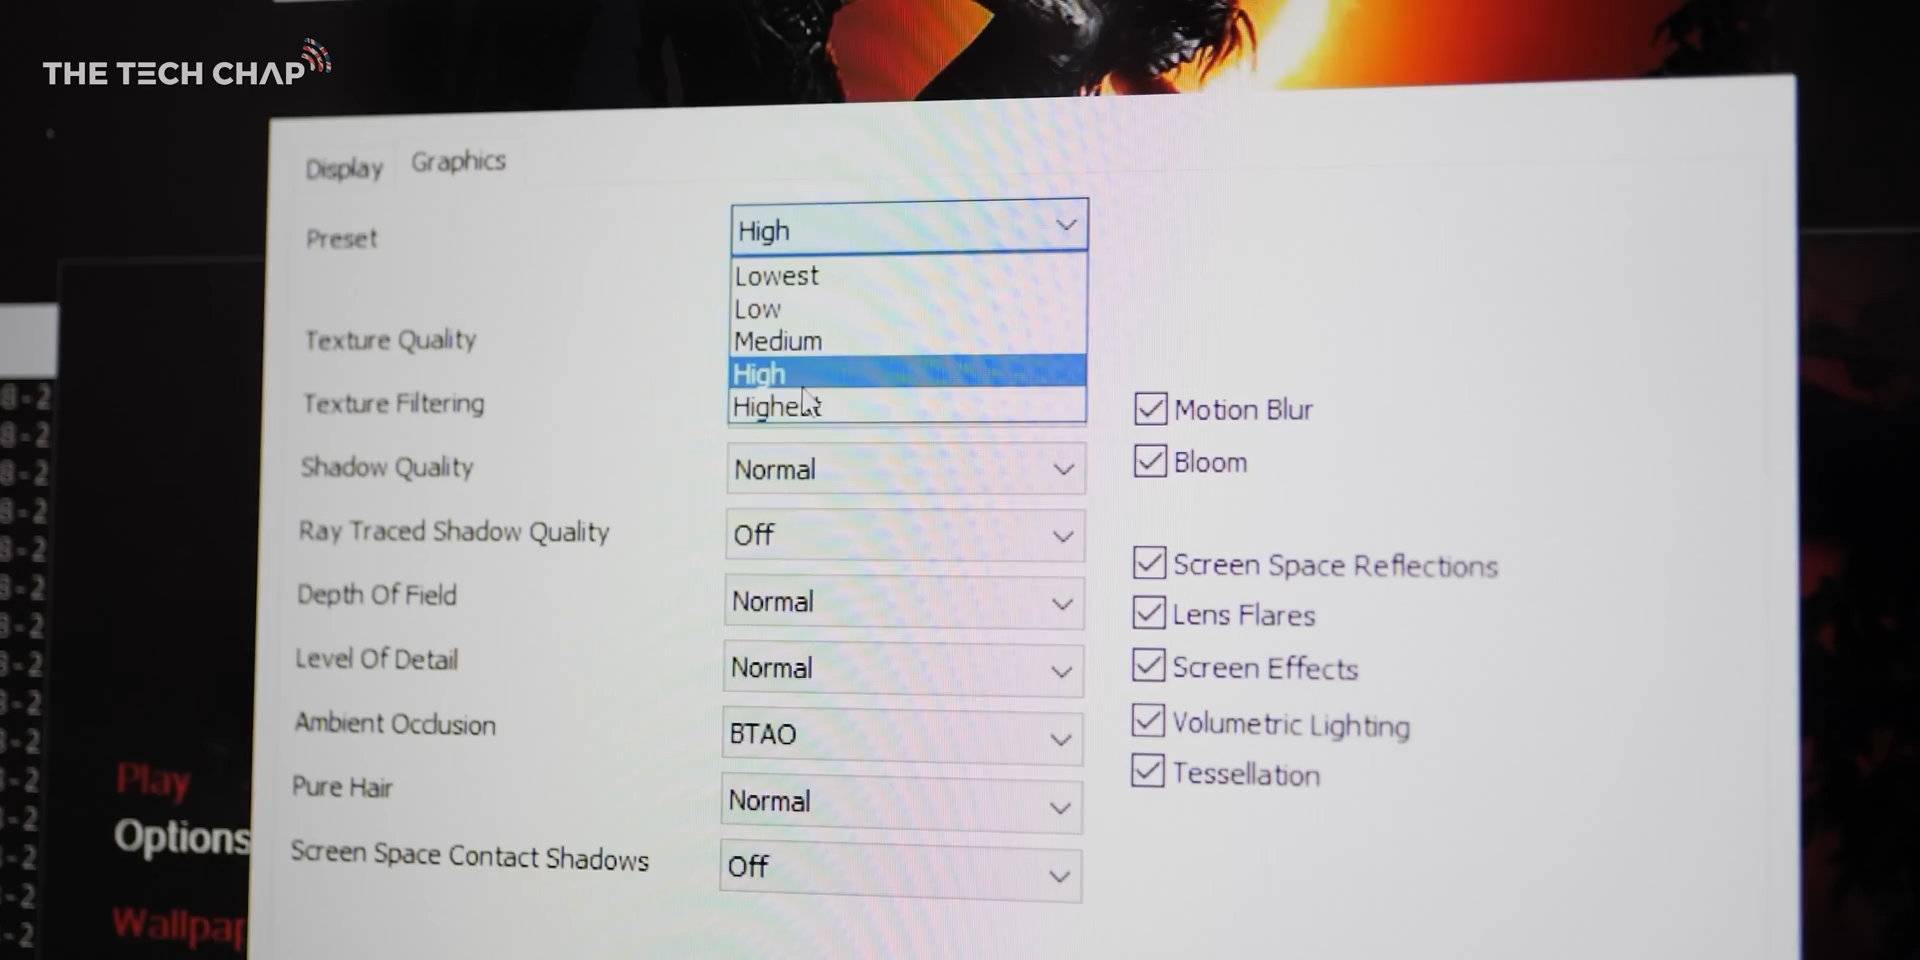 THE TECH CHAP
Display
Graphics
Preset
High
Lowest
Low
Medium
High
Highest
Texture Quality
Texture Filtering
Motion Blur
Bloom
Shadow Quality
Normal
Ray Traced Shadow Quality
Off
Screen Space Reflections
Depth Of Field
Normal
Lens Flares
Level Of Detail
Normal
Screen Effects
Ambient Occlusion
BTAO
Volumetric Lighting
Pure Hair
Normal
Tessellation
Screen Space Contact Shadows
Off
Play
Options